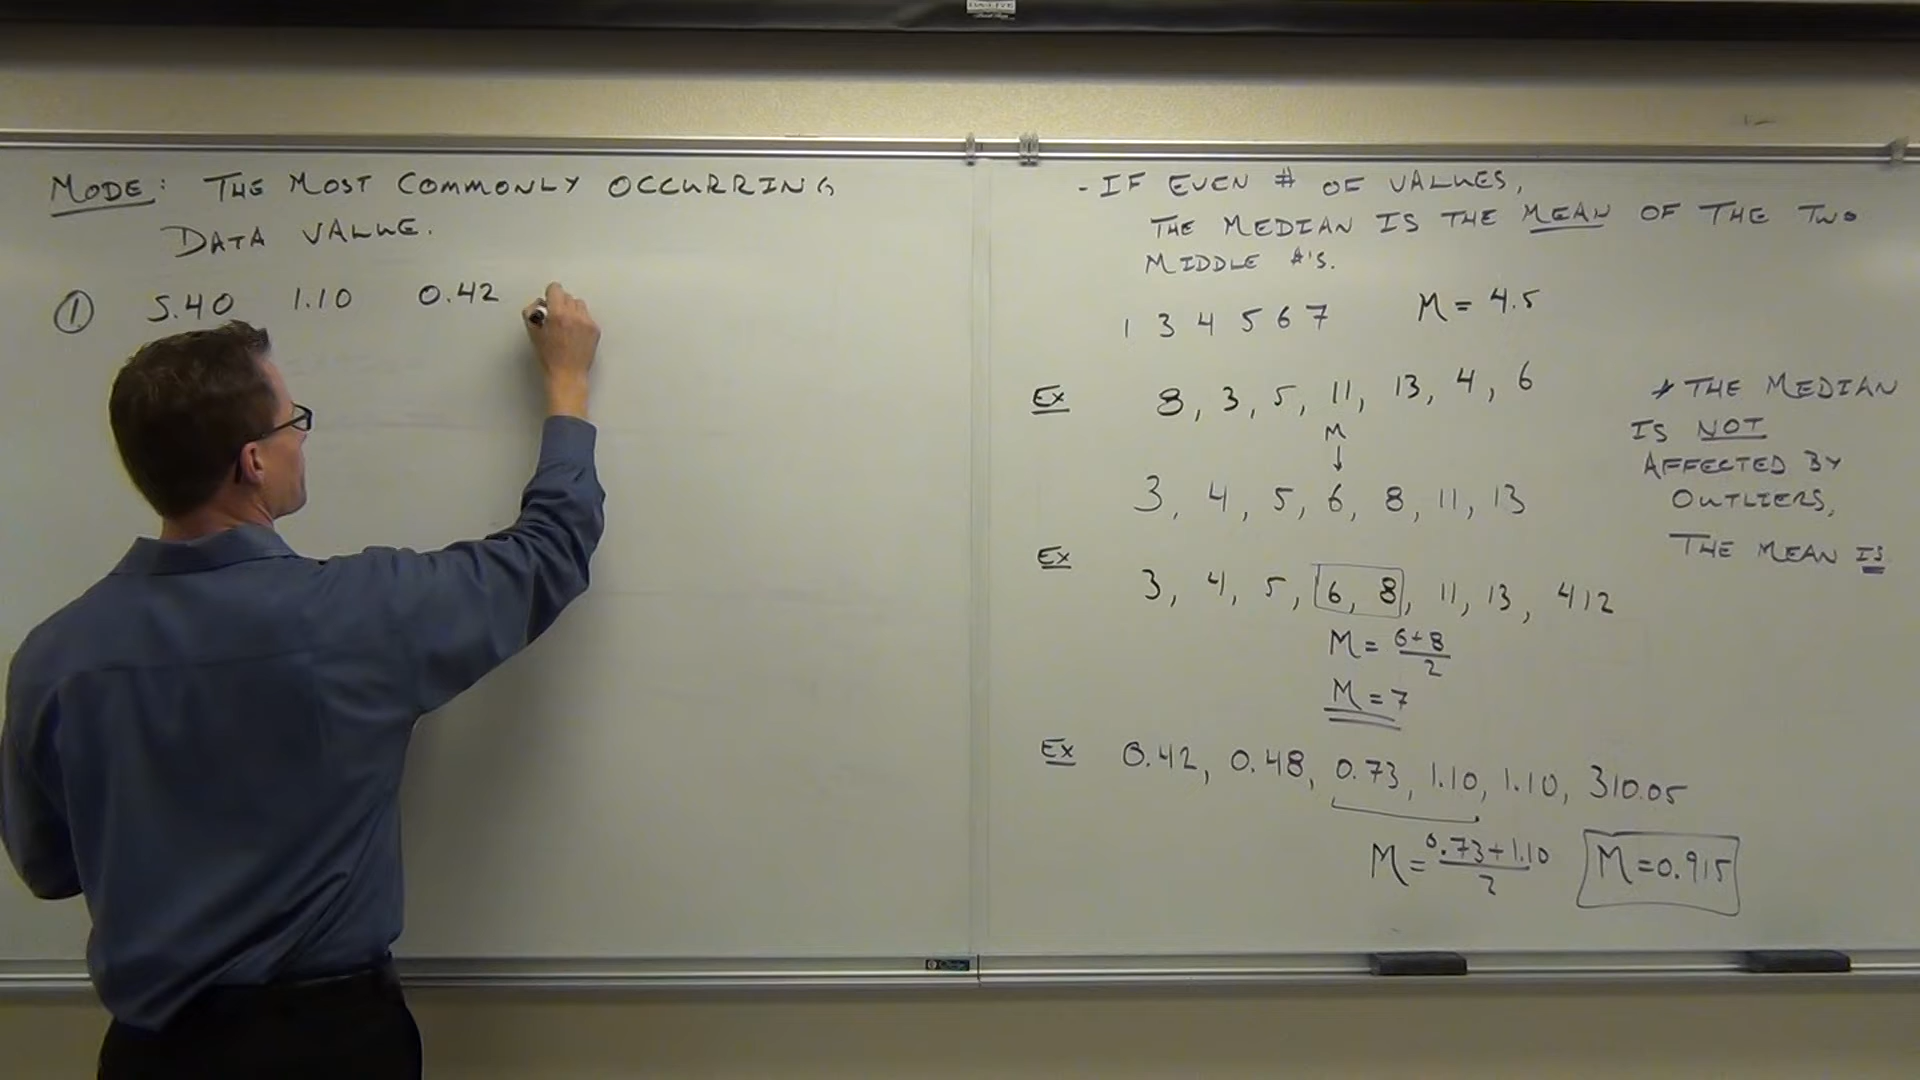 MODE: THE MOST COMMONLY OCCURRING
DATA VALUE.
① 5.40 1.10 0.42
- IF EVEN # OF VALUES,
THE MEDIAN IS THE MEAN OF THE TWO
MIDDLE #'S.
1 3 4 5 6 7 M = 4.5
Ex 8, 3, 5, 11, 13, 4, 6
M
↓
3, 4, 5, 6, 8, 11, 13
Ex 3, 4, 5, 6, 8, 11, 13, 412
M = 6+8
2
M = 7
Ex 0.42, 0.48, 0.73, 1.10, 1.10, 310.05
M = 0.73+1.10
2
M=0.915
* THE MEDIAN
IS NOT
AFFECTED BY
OUTLIERS,
THE MEAN IS